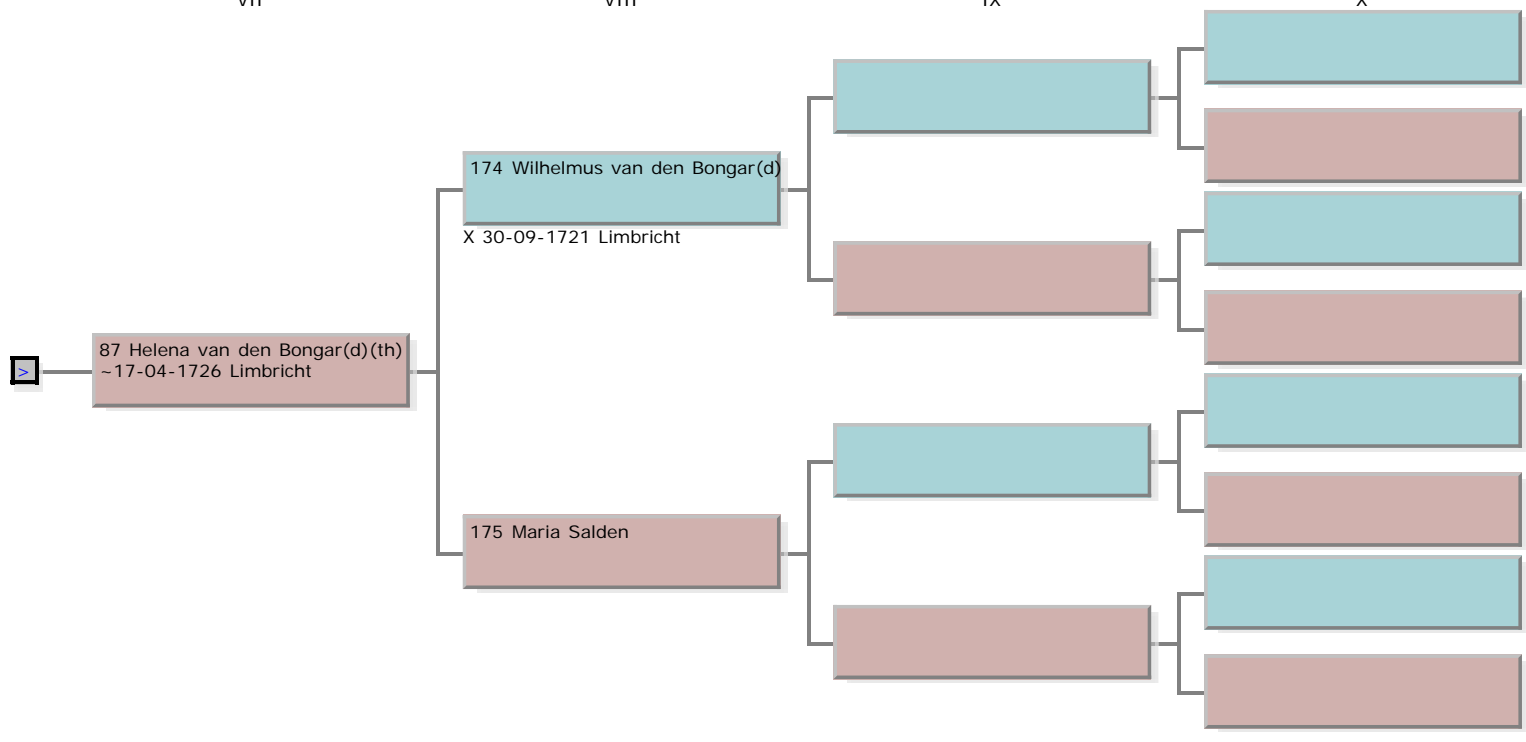 VII VIII IX X
174 Wilhelmus van den Bongar(d)
X 30-09-1721 Limbricht
87 Helena van den Bongar(d)(th)
~17-04-1726 Limbricht
>
175 Maria Salden